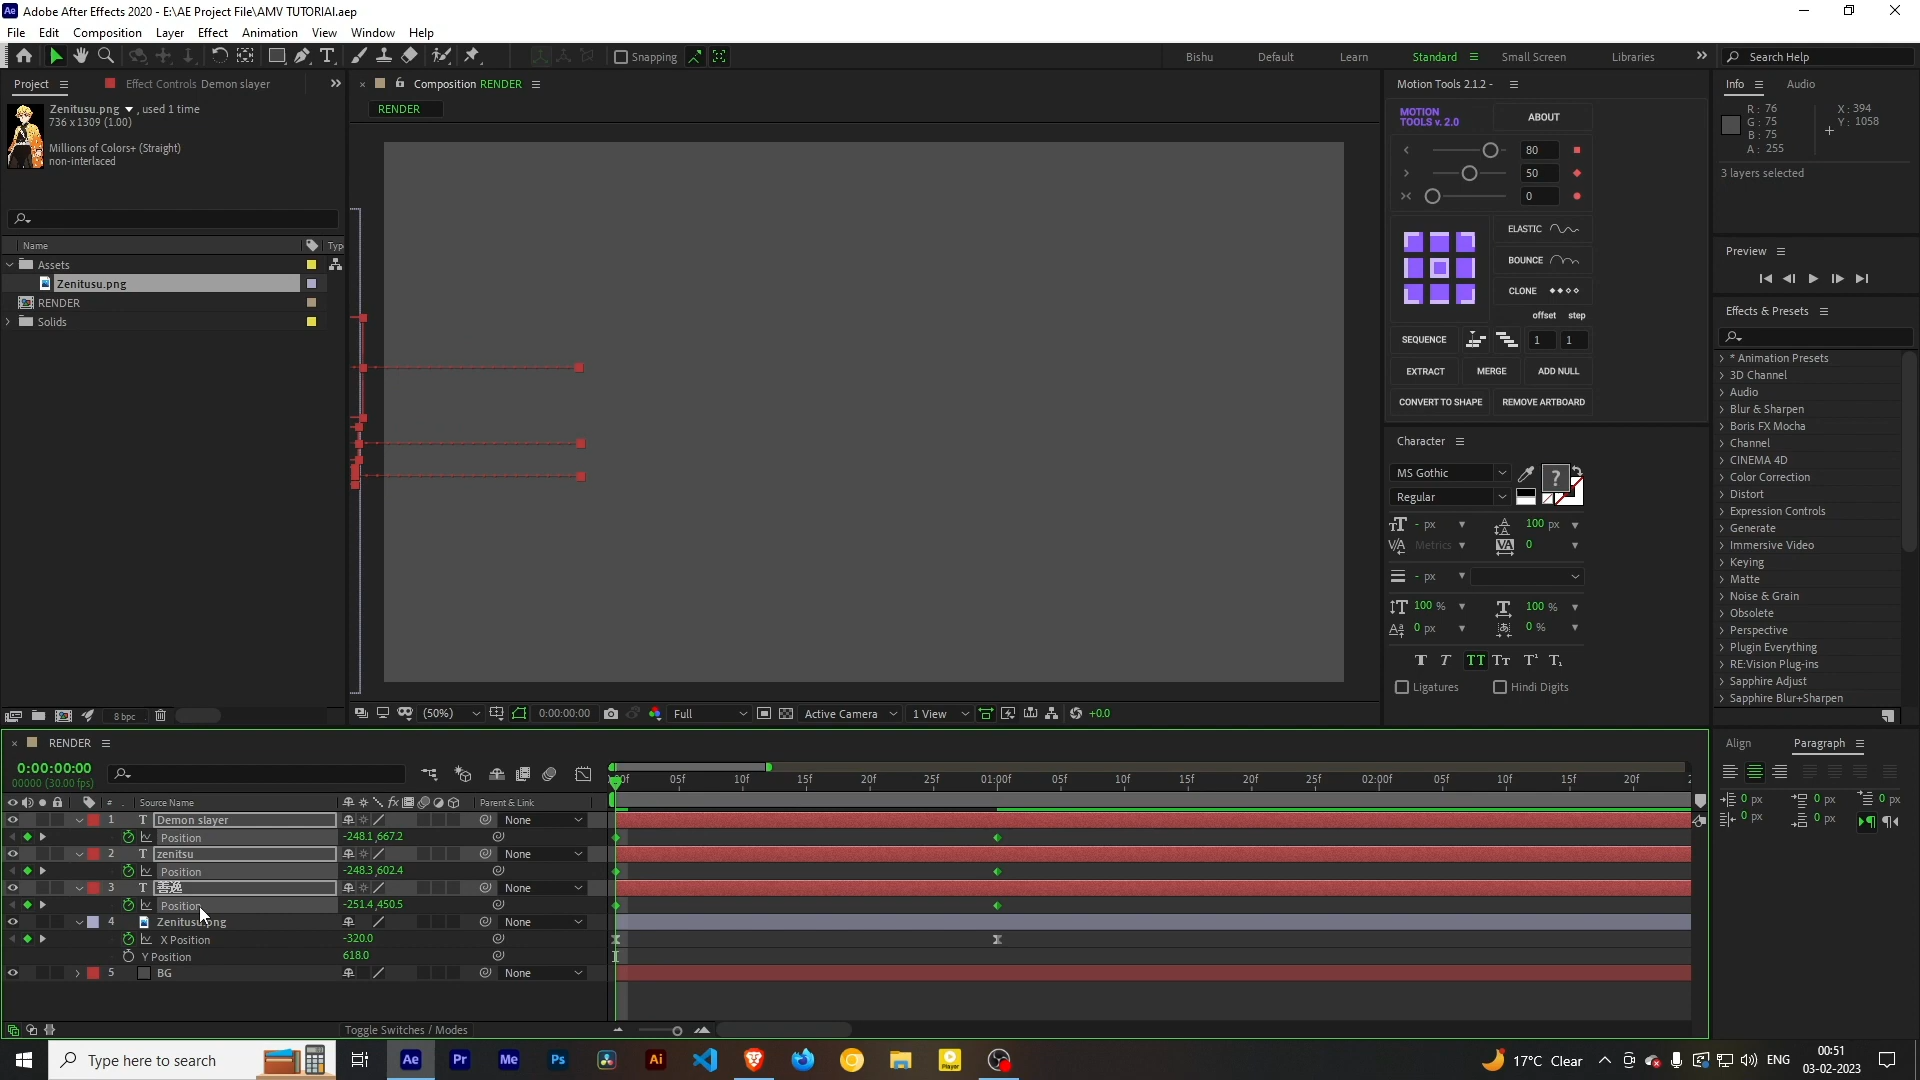 Adobe After Effects 2020 - E:\AE Project File\AMV TUTORIAl.aep
File Edit Composition Layer Effect Animation View Window Help
Snapping
Bishu Default Learn Standard Small Screen Libraries
Search Help
Project Effect Controls Demon slayer
Zenitusu.png , used 1 time
736 x 1309 (1.00)
Millions of Colors+ (Straight)
non-interlaced
Name Type
Assets
Zenitusu.png
RENDER
Solids
8 bpc
Composition RENDER
RENDER
(50%) 0:00:00:00 Full Active Camera 1 View +0.0
Motion Tools 2.1.2 -
MOTION
TOOLS v. 2.0
ABOUT
80
50
0
ELASTIC
BOUNCE
CLONE
offset step
SEQUENCE 1 1
EXTRACT MERGE ADD NULL
CONVERT TO SHAPE REMOVE ARTBOARD
Character
MS Gothic
Regular
- px 100 px
Metrics 0
- px
100 % 100 %
0 px 0 %
Ligatures Hindi Digits
Info Audio
R : 76
G : 75
B : 75
A : 255
X : 394
Y : 1058
3 layers selected
Preview
Effects & Presets
* Animation Presets
3D Channel
Audio
Blur & Sharpen
Boris FX Mocha
Channel
CINEMA 4D
Color Correction
Distort
Expression Controls
Generate
Immersive Video
Keying
Matte
Noise & Grain
Obsolete
Perspective
Plugin Everything
RE:Vision Plug-ins
Sapphire Adjust
Sapphire Blur+Sharpen
Align Paragraph
0 px 0 px 0 px
0 px 0 px
RENDER
0:00:00:00
00000 (30.00 fps)
05f 10f 15f 20f 25f 01:00f 05f 10f 15f 20f 25f 02:00f 05f 10f 15f 20f
# . Source Name Parent & Link
1 Demon slayer None
Position -248.1,667.2
2 zenitsu None
Position -248.3,602.4
3 善逸 None
Position -251.4,450.5
4 Zenitusu.png None
X Position -320.0
Y Position 618.0
5 BG None
Toggle Switches / Modes
Type here to search
17°C Clear
ENG
00:51
03-02-2023